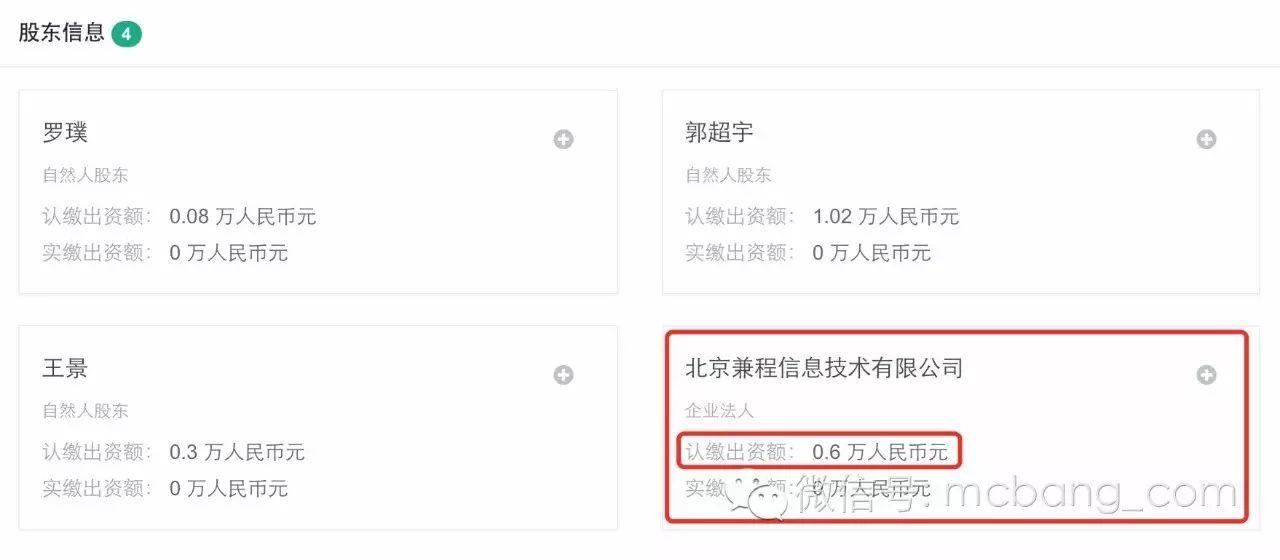 股东信息 4
罗璞
自然人股东
认缴出资额： 0.08 万人民币元
实缴出资额： 0 万人民币元
郭超宇
自然人股东
认缴出资额： 1.02 万人民币元
实缴出资额： 0 万人民币元
王景
自然人股东
认缴出资额： 0.3 万人民币元
实缴出资额： 0 万人民币元
北京兼程信息技术有限公司
企业法人
认缴出资额： 0.6 万人民币元
实缴出资额： 0 万人民币元
微信号: mcbang_com